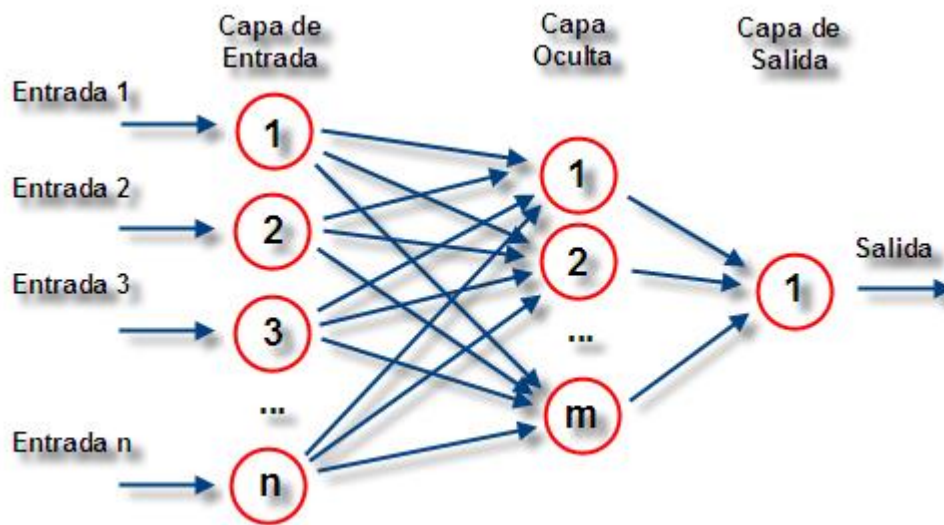 Capa de
Entrada
Capa
Oculta
Capa de
Salida
Entrada 1
1
Entrada 2
2
Entrada 3
3
...
Entrada n
n
1
2
...
m
1
Salida